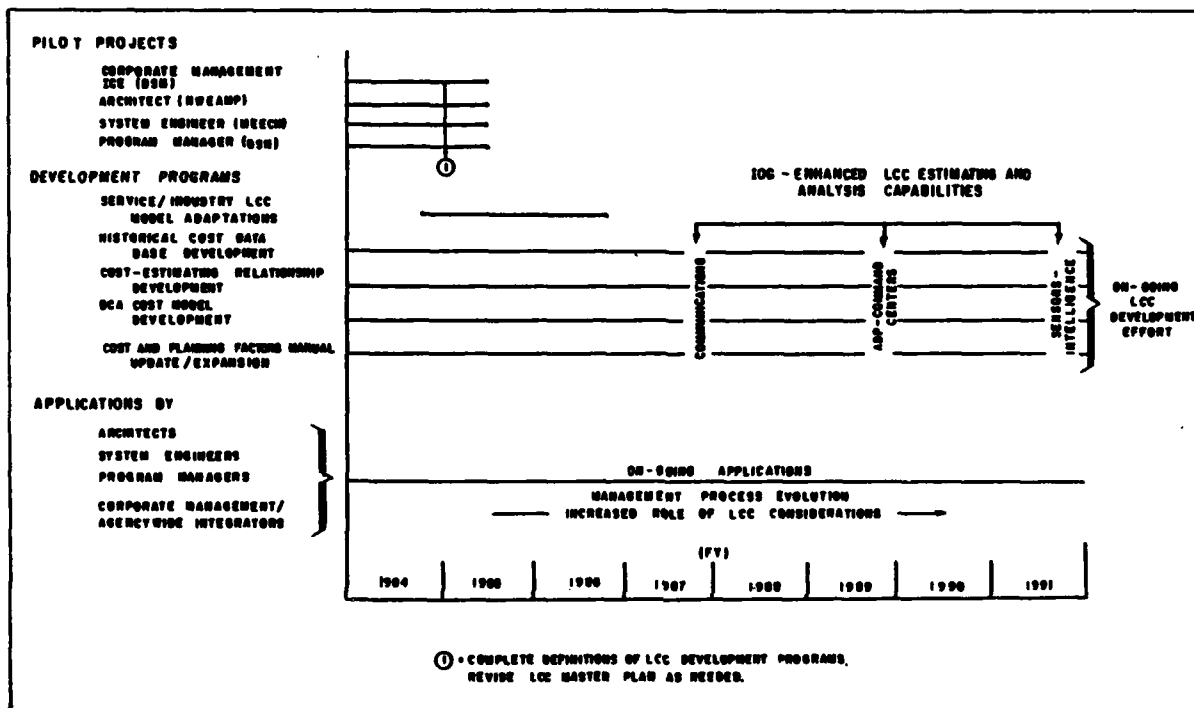 PILOT PROJECTS
CORPORATE MANAGEMENT
ICE (DSN)
ARCHITECT (NWEAMP)
SYSTEM ENGINEER (MEECN)
PROGRAM MANAGER (DSN)
①
DEVELOPMENT PROGRAMS
IOC - ENHANCED LCC ESTIMATING AND
ANALYSIS CAPABILITIES
SERVICE/INDUSTRY LCC
MODEL ADAPTATIONS
HISTORICAL COST DATA
BASE DEVELOPMENT
COST-ESTIMATING RELATIONSHIP
DEVELOPMENT
DCA COST MODEL
DEVELOPMENT
COST AND PLANNING FACTORS MANUAL
UPDATE/EXPANSION
COMMUNICATIONS
ADP-COMMAND
CENTERS
SENSORS-
INTELLIGENCE
ON-GOING
LCC
DEVELOPMENT
EFFORT
APPLICATIONS BY
ARCHITECTS
SYSTEM ENGINEERS
PROGRAM MANAGERS
CORPORATE MANAGEMENT/
AGENCYWIDE INTEGRATORS
ON-GOING APPLICATIONS
MANAGEMENT PROCESS EVOLUTION
INCREASED ROLE OF LCC CONSIDERATIONS
(FY)
1984 1985 1986 1987 1988 1989 1990 1991
① - COMPLETE DEFINITIONS OF LCC DEVELOPMENT PROGRAMS,
REVISE LCC MASTER PLAN AS NEEDED.